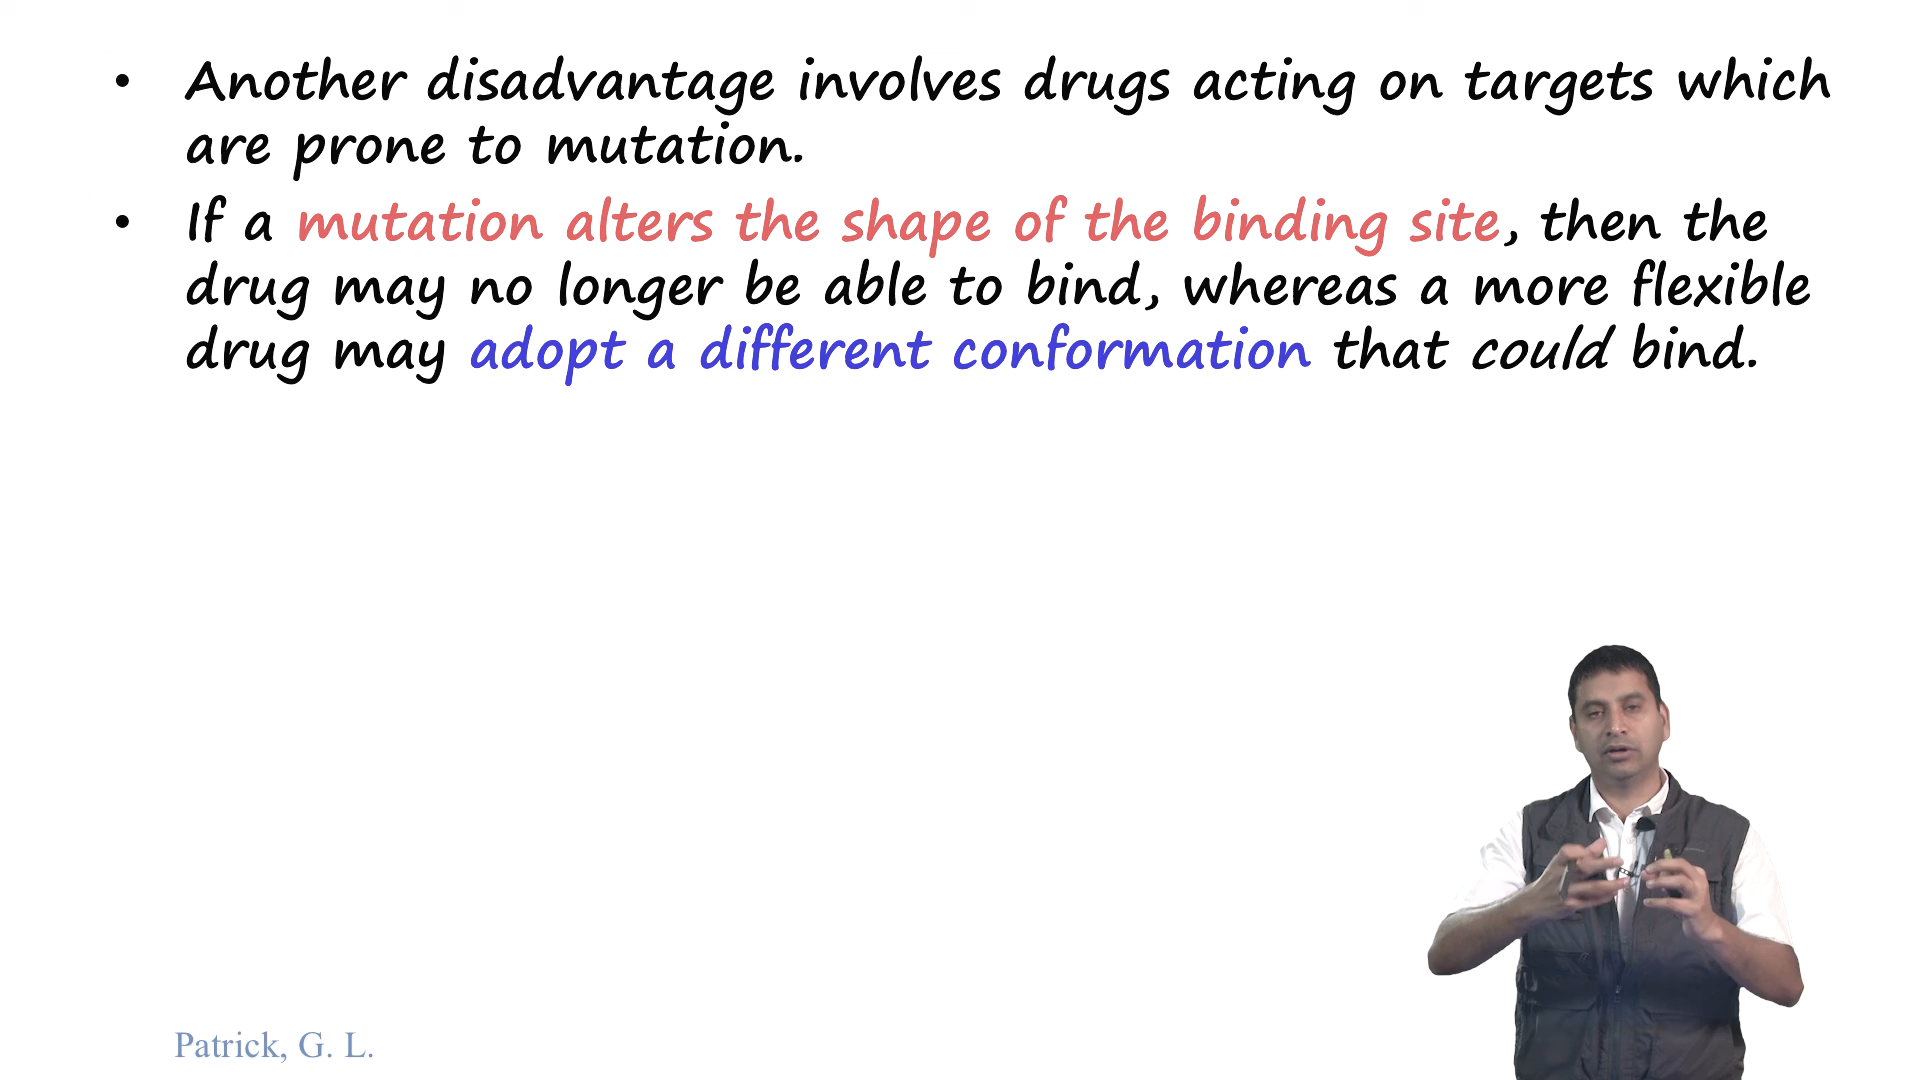 • Another disadvantage involves drugs acting on targets which
are prone to mutation.
• If a mutation alters the shape of the binding site, then the
drug may no longer be able to bind, whereas a more flexible
drug may adopt a different conformation that could bind.
Patrick, G. L.